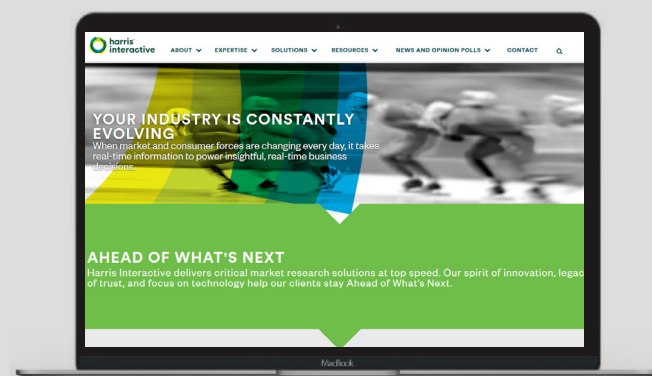 harris
interactive
ABOUT EXPERTISE SOLUTIONS RESOURCES NEWS AND OPINION POLLS CONTACT
YOUR INDUSTRY IS CONSTANTLY
EVOLVING
When market and consumer forces are changing every day, it takes
real-time information to power insightful, real-time business
decisions.
AHEAD OF WHAT'S NEXT
Harris Interactive delivers critical market research solutions at top speed. Our spirit of innovation, legac
of trust, and focus on technology help our clients stay Ahead of What's Next.
MacBook